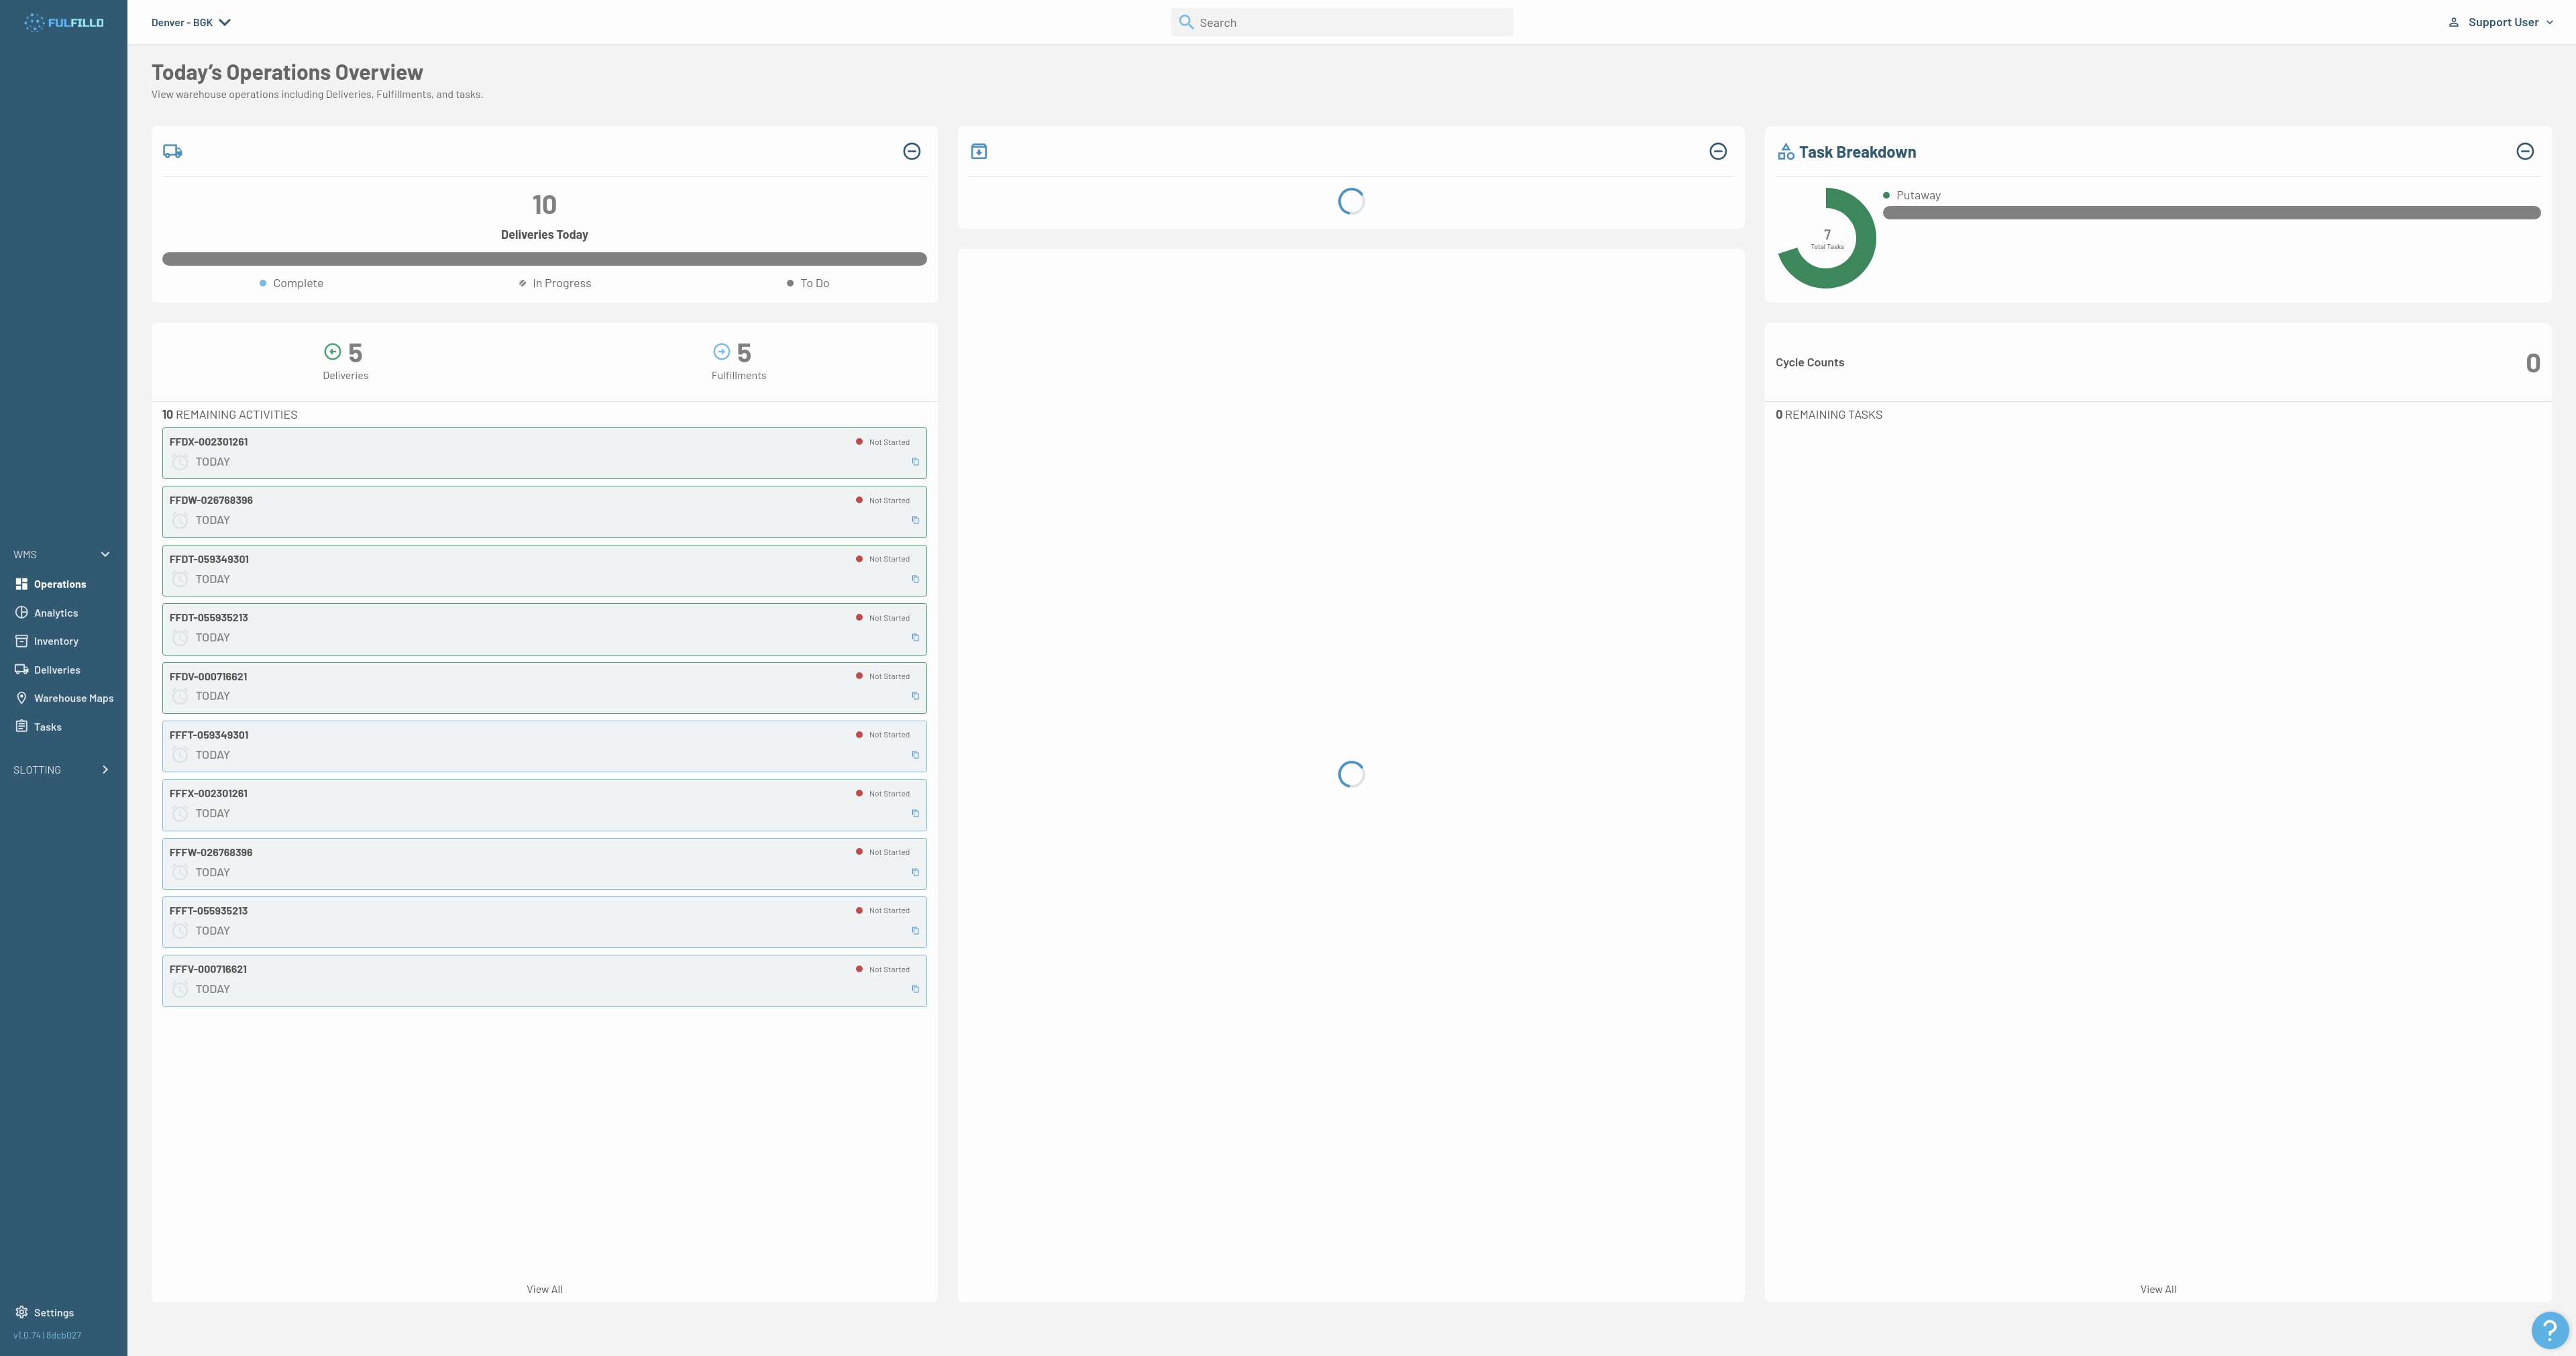 FULFILLD
Denver - BGK
Search
Support User
Today's Operations Overview
View warehouse operations including Deliveries, Fulfillments, and tasks.
10
Deliveries Today
Complete
In Progress
To Do
5
Deliveries
5
Fulfillments
10 REMAINING ACTIVITIES
FFDX-002301261
Not Started
TODAY
FFDW-026768396
Not Started
TODAY
FFDT-059349301
Not Started
TODAY
FFDT-055935213
Not Started
TODAY
FFDV-000716621
Not Started
TODAY
FFFT-059349301
Not Started
TODAY
FFFX-002301261
Not Started
TODAY
FFFW-026768396
Not Started
TODAY
FFFT-055935213
Not Started
TODAY
FFFV-000716621
Not Started
TODAY
View All
Task Breakdown
7
Total Tasks
Putaway
Cycle Counts
0
0 REMAINING TASKS
View All
WMS
Operations
Analytics
Inventory
Deliveries
Warehouse Maps
Tasks
SLOTTING
Settings
v1.0.74 | 8dcb027
?